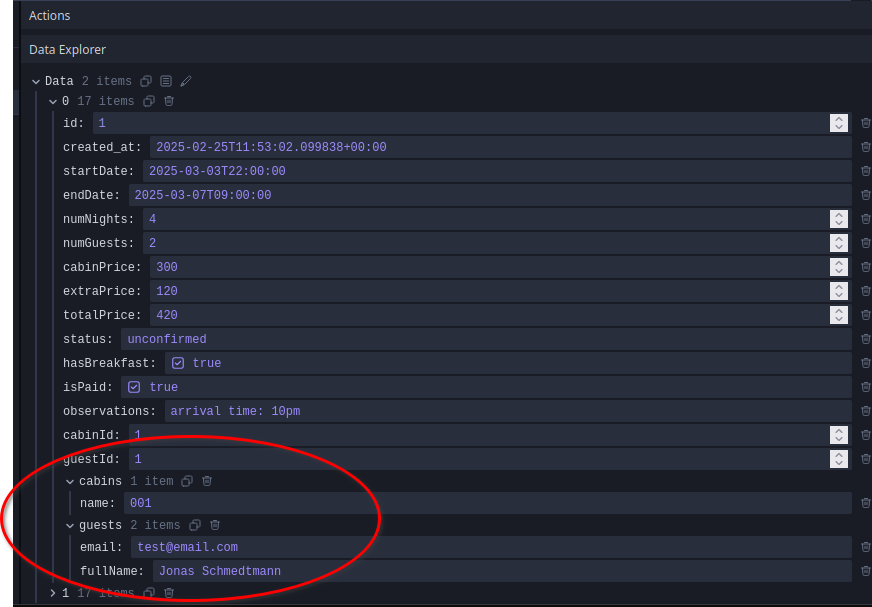 Actions
Data Explorer
Data 2 items
0 17 items
id: 1
created_at: 2025-02-25T11:53:02.099838+00:00
startDate: 2025-03-03T22:00:00
endDate: 2025-03-07T09:00:00
numNights: 4
numGuests: 2
cabinPrice: 300
extraPrice: 120
totalPrice: 420
status: unconfirmed
hasBreakfast: true
isPaid: true
observations: arrival time: 10pm
cabinId: 1
guestId: 1
cabins 1 item
name: 001
guests 2 items
email: test@email.com
fullName: Jonas Schmedtmann
1 17 items